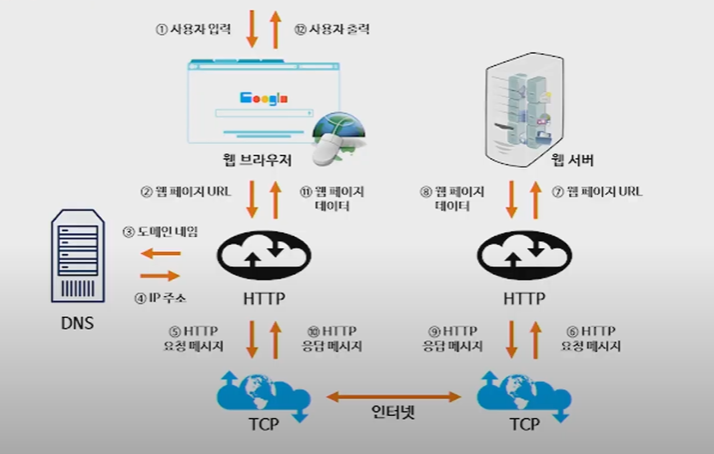 ① 사용자 입력
⑫ 사용자 출력
Google
웹 브라우저
웹 서버
② 웹 페이지 URL
⑪ 웹 페이지
데이터
⑧ 웹 페이지
데이터
⑦ 웹 페이지 URL
③ 도메인 네임
④ IP 주소
DNS
HTTP
HTTP
⑤ HTTP
요청 메시지
⑩ HTTP
응답 메시지
⑨ HTTP
응답 메시지
⑥ HTTP
요청 메시지
TCP
인터넷
TCP